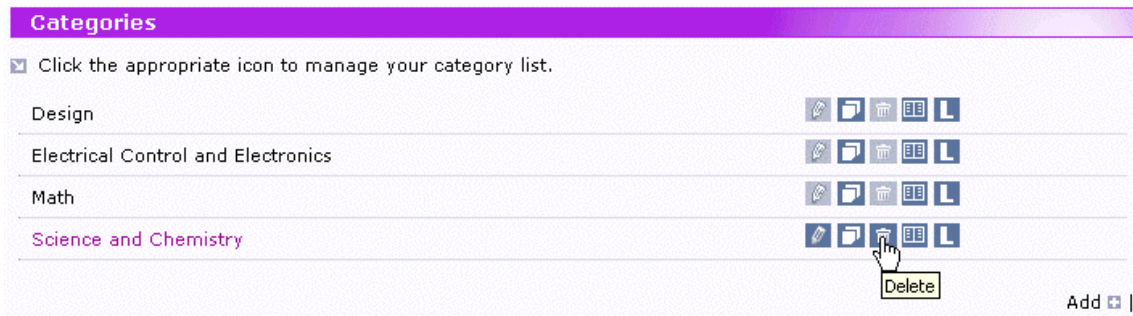 Categories
Click the appropriate icon to manage your category list.
Design
L
Electrical Control and Electronics
L
Math
L
Science and Chemistry
L
Delete
Add